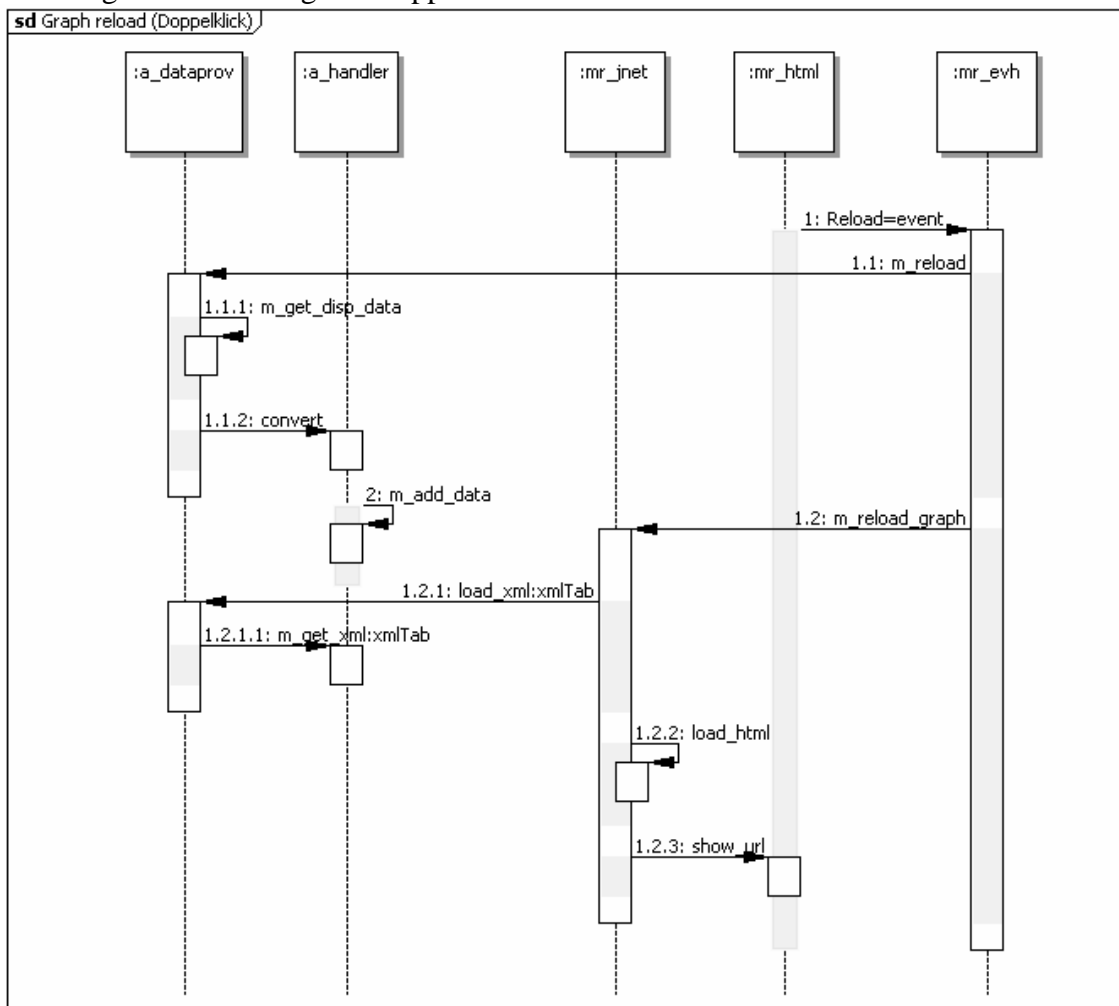 sd Graph reload (Doppelklick)
:a_dataprov
:a_handler
:mr_jnet
:mr_html
:mr_evh
1: Reload=event
1.1: m_reload
1.1.1: m_get_disp_data
1.1.2: convert
2: m_add_data
1.2: m_reload_graph
1.2.1: load_xml:xmlTab
1.2.1.1: m_get_xml:xmlTab
1.2.2: load_html
1.2.3: show_url